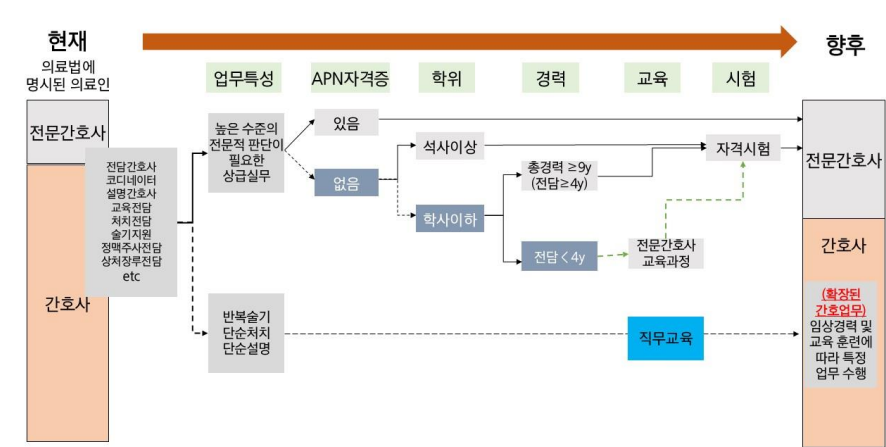 현재
의료법에
명시된 의료인
향후
업무특성
APN자격증
학위
경력
교육
시험
전문간호사
간호사
전담간호사
코디네이터
설명간호사
교육전담
처치전담
술기지원
정맥주사전담
상처장루전담
etc
높은 수준의
전문적 판단이
필요한
상급실무
있음
없음
석사이상
학사이하
총경력 ≥9y
(전담≥4y)
전담<4y
전문간호사
교육과정
자격시험
반복술기
단순처치
단순설명
직무교육
전문간호사
간호사
(확장된
간호업무)
임상경력 및
교육 훈련에
따라 특정
업무 수행